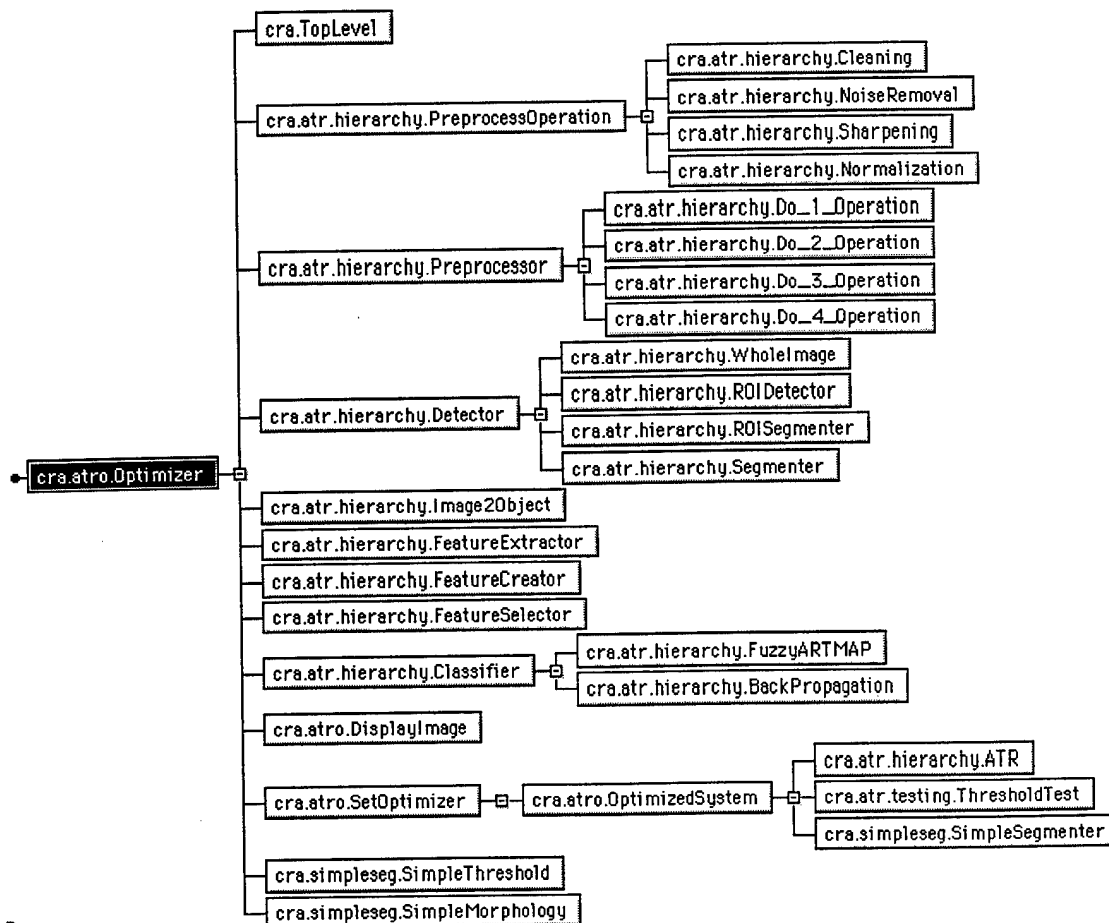 cra.TopLevel
cra.atr.hierarchy.Cleaning
cra.atr.hierarchy.NoiseRemoval
cra.atr.hierarchy.PreprocessOperation
cra.atr.hierarchy.Sharpening
cra.atr.hierarchy.Normalization
cra.atr.hierarchy.Do_1_Operation
cra.atr.hierarchy.Do_2_Operation
cra.atr.hierarchy.Preprocessor
cra.atr.hierarchy.Do_3_Operation
cra.atr.hierarchy.Do_4_Operation
cra.atr.hierarchy.WholeImage
cra.atr.hierarchy.ROIDetector
cra.atr.hierarchy.Detector
cra.atr.hierarchy.ROISegmenter
cra.atr.hierarchy.Segmenter
cra.atro.Optimizer
cra.atr.hierarchy.Image2Object
cra.atr.hierarchy.FeatureExtractor
cra.atr.hierarchy.FeatureCreator
cra.atr.hierarchy.FeatureSelector
cra.atr.hierarchy.FuzzyARTMAP
cra.atr.hierarchy.Classifier
cra.atr.hierarchy.BackPropagation
cra.atro.DisplayImage
cra.atr.hierarchy.ATR
cra.atro.SetOptimizer
cra.atro.OptimizedSystem
cra.atr.testing.ThresholdTest
cra.simpleseg.SimpleSegmenter
cra.simpleseg.SimpleThreshold
cra.simpleseg.SimpleMorphology